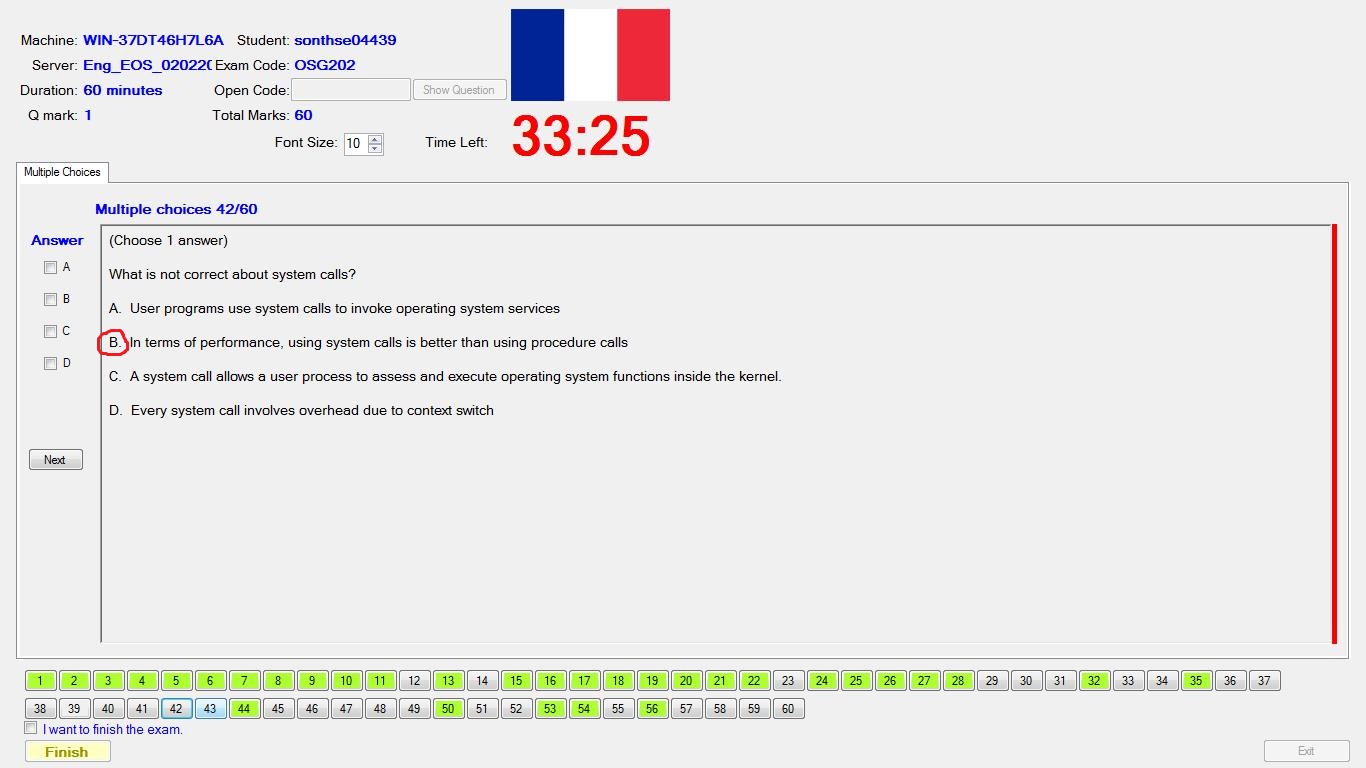 Machine: WIN-37DT46H7L6A Student: sonthse04439
Server: Eng_EOS_02022( Exam Code: OSG202
Duration: 60 minutes Open Code: Show Question
Q mark: 1 Total Marks: 60
Font Size: 10 Time Left: 33:25
Multiple Choices
Multiple choices 42/60
Answer
A
B
C
D
Next
(Choose 1 answer)
What is not correct about system calls?
A. User programs use system calls to invoke operating system services
B. In terms of performance, using system calls is better than using procedure calls
C. A system call allows a user process to assess and execute operating system functions inside the kernel.
D. Every system call involves overhead due to context switch
1 2 3 4 5 6 7 8 9 10 11 12 13 14 15 16 17 18 19 20 21 22 23 24 25 26 27 28 29 30 31 32 33 34 35 36 37
38 39 40 41 42 43 44 45 46 47 48 49 50 51 52 53 54 55 56 57 58 59 60
I want to finish the exam.
Finish Exit